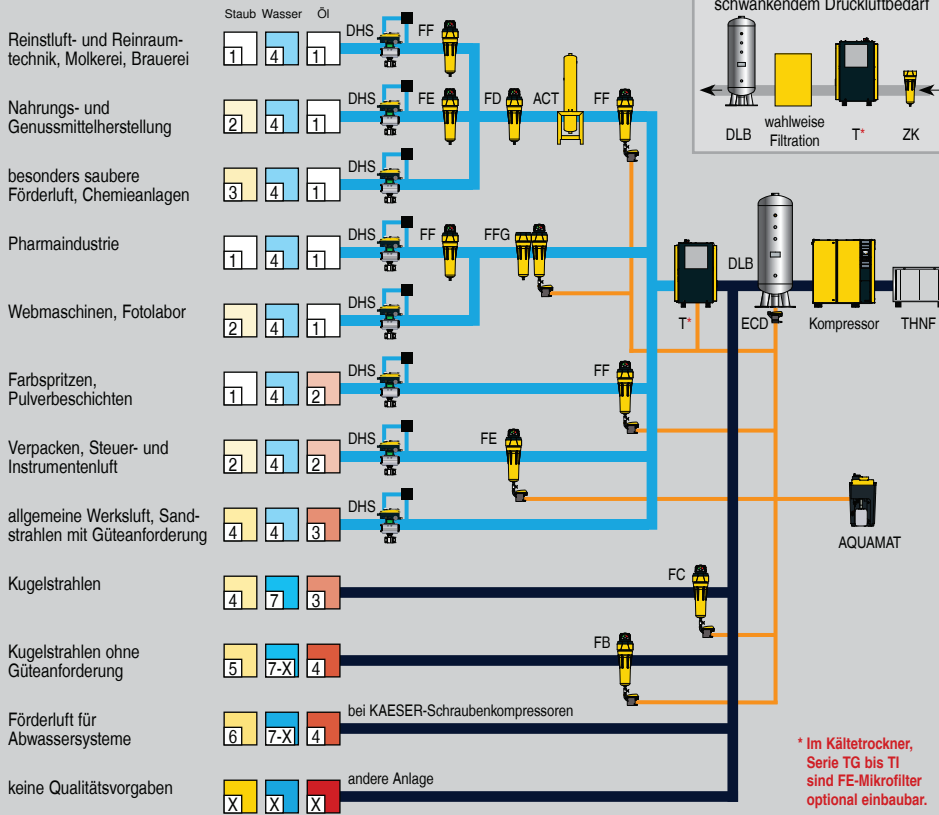 schwankendem Druckluftbedarf
DLB
wahlweise
Filtration
T*
ZK
Staub Wasser Öl
Reinstluft- und Reinraum-
technik, Molkerei, Brauerei
1 4 1
DHS FF
Nahrungs- und
Genussmittelherstellung
2 4 1
DHS FE FD ACT FF
besonders saubere
Förderluft, Chemieanlagen
3 4 1
DHS
Pharmaindustrie
1 4 1
DHS FF FFG
Webmaschinen, Fotolabor
2 4 1
DHS
T*
DLB
ECD
Kompressor
THNF
Farbspritzen,
Pulverbeschichten
1 4 2
DHS FF
Verpacken, Steuer- und
Instrumentenluft
2 4 2
DHS FE
allgemeine Werksluft, Sand-
strahlen mit Güteanforderung
4 4 3
DHS
AQUAMAT
Kugelstrahlen
4 7 3
FC
Kugelstrahlen ohne
Güteanforderung
5 7-X 4
FB
Förderluft für
Abwassersysteme
6 7-X 4
bei KAESER-Schraubenkompressoren
keine Qualitätsvorgaben
X X X
andere Anlage
* Im Kältetrockner,
Serie TG bis TI
sind FE-Mikrofilter
optional einbaubar.